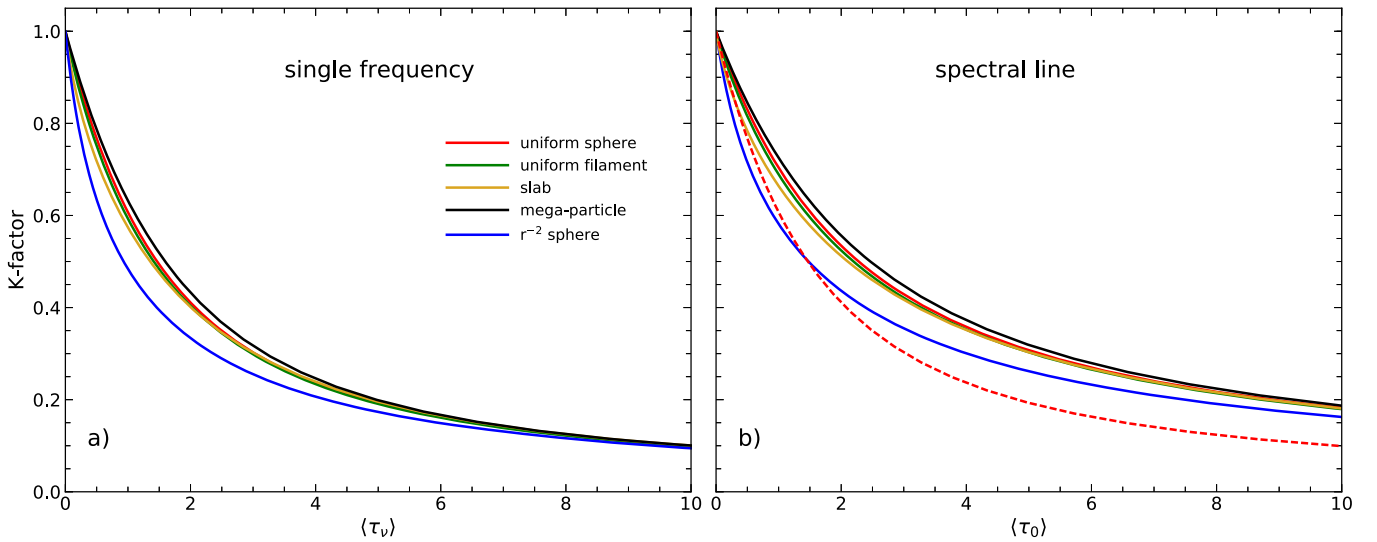 single frequency
spectral line
uniform sphere
uniform filament
slab
mega-particle
r⁻² sphere
K-factor
1.0
0.8
0.6
0.4
0.2
0.0
a)
b)
0 2 4 6 8 10
0 2 4 6 8 10
⟨τ_ν⟩
⟨τ_0⟩